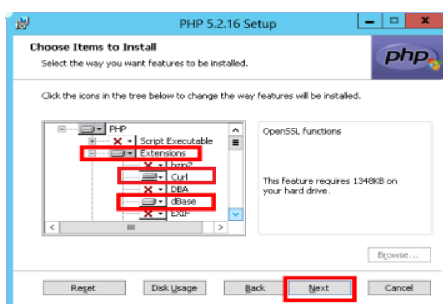 PHP 5.2.16 Setup
Choose Items to Install
Select the way you want features to be installed.
php
Click the icons in the tree below to change the way features will be installed.
PHP
Script Executable
Extensions
bzip2
Curl
DBA
dBase
EXIF
OpenSSL functions
This feature requires 1348KB on
your hard drive.
Browse...
Reset
Disk Usage
Back
Next
Cancel